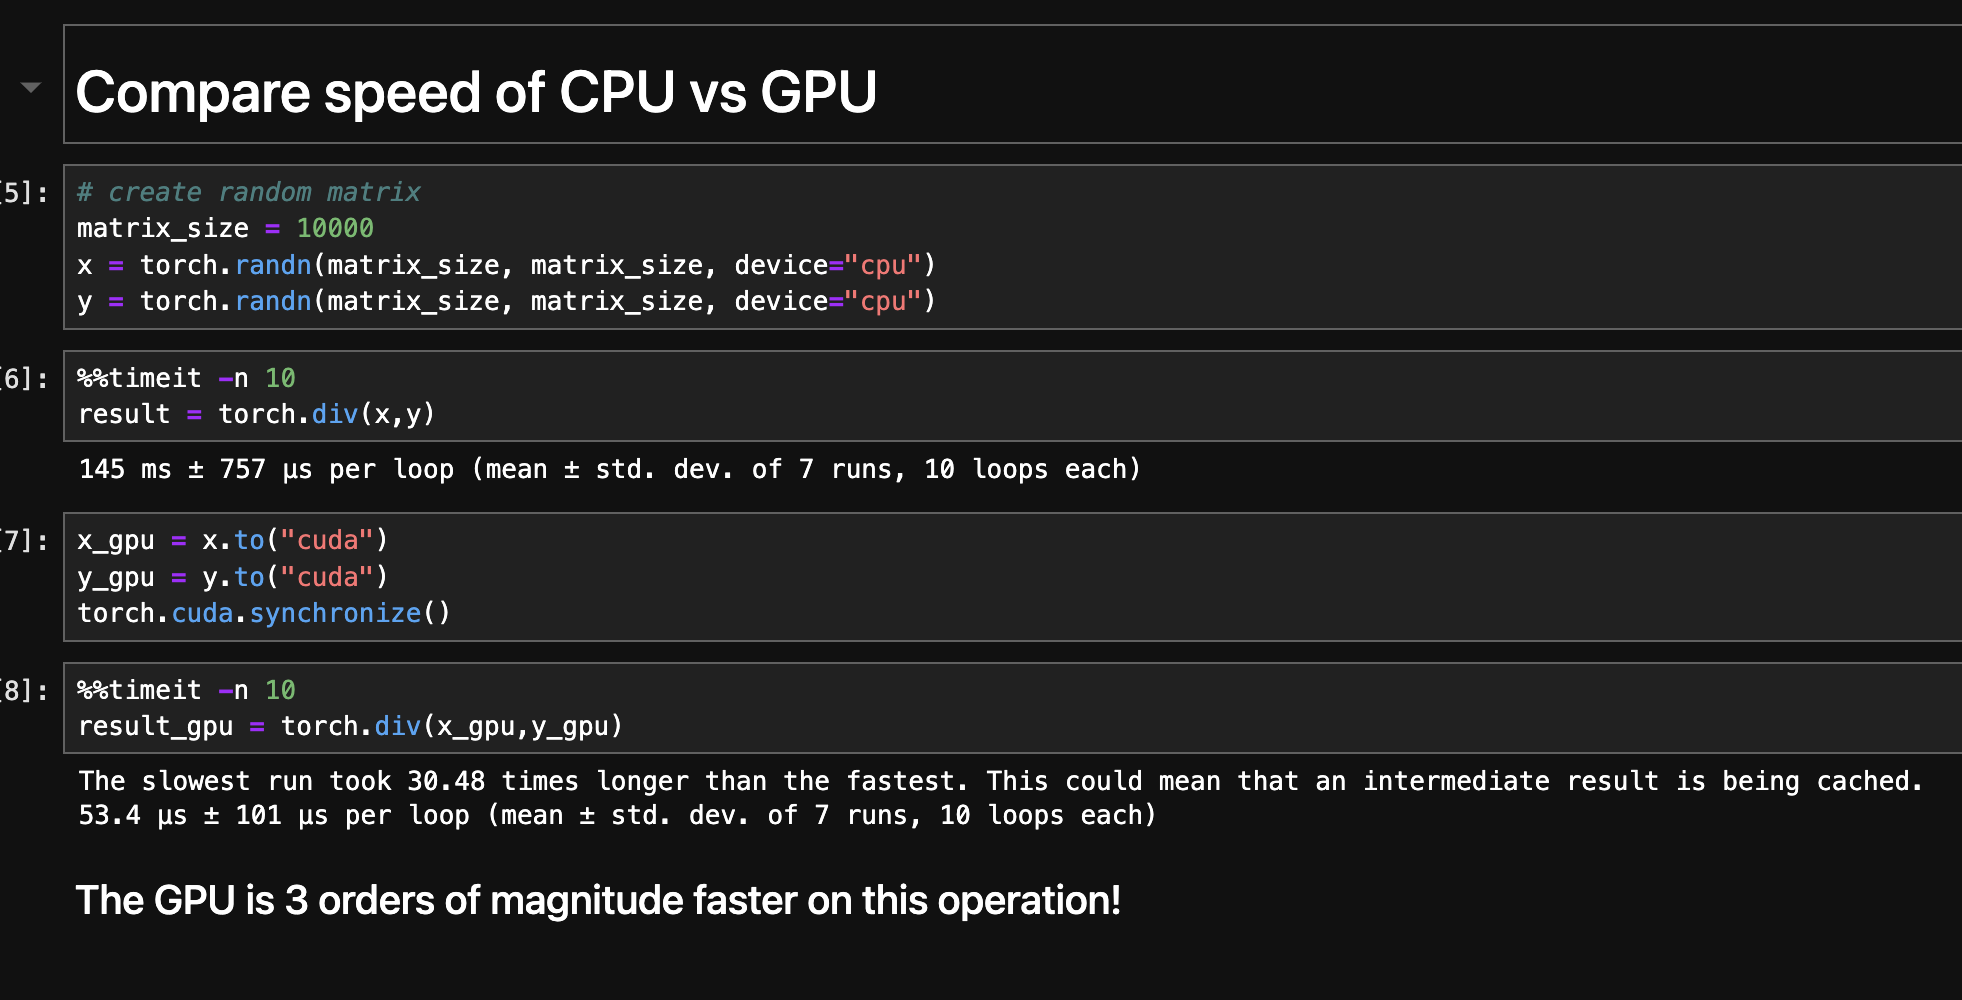 Compare speed of CPU vs GPU
[5]:
# create random matrix
matrix_size = 10000
x = torch.randn(matrix_size, matrix_size, device="cpu")
y = torch.randn(matrix_size, matrix_size, device="cpu")
[6]:
%%timeit -n 10
result = torch.div(x,y)
145 ms ± 757 µs per loop (mean ± std. dev. of 7 runs, 10 loops each)
[7]:
x_gpu = x.to("cuda")
y_gpu = y.to("cuda")
torch.cuda.synchronize()
[8]:
%%timeit -n 10
result_gpu = torch.div(x_gpu,y_gpu)
The slowest run took 30.48 times longer than the fastest. This could mean that an intermediate result is being cached.
53.4 µs ± 101 µs per loop (mean ± std. dev. of 7 runs, 10 loops each)
The GPU is 3 orders of magnitude faster on this operation!